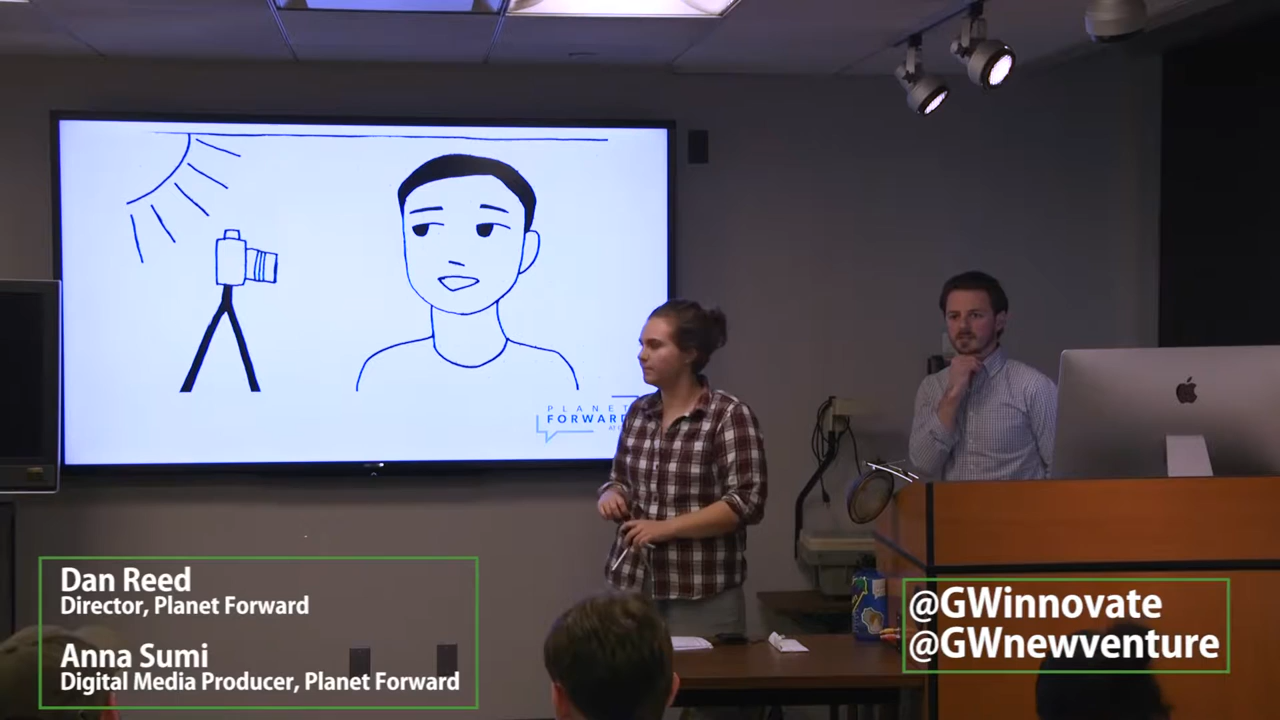 PLANET
FORWARD
Dan Reed
Director, Planet Forward
Anna Sumi
Digital Media Producer, Planet Forward
@GWinnovate
@GWnewventure